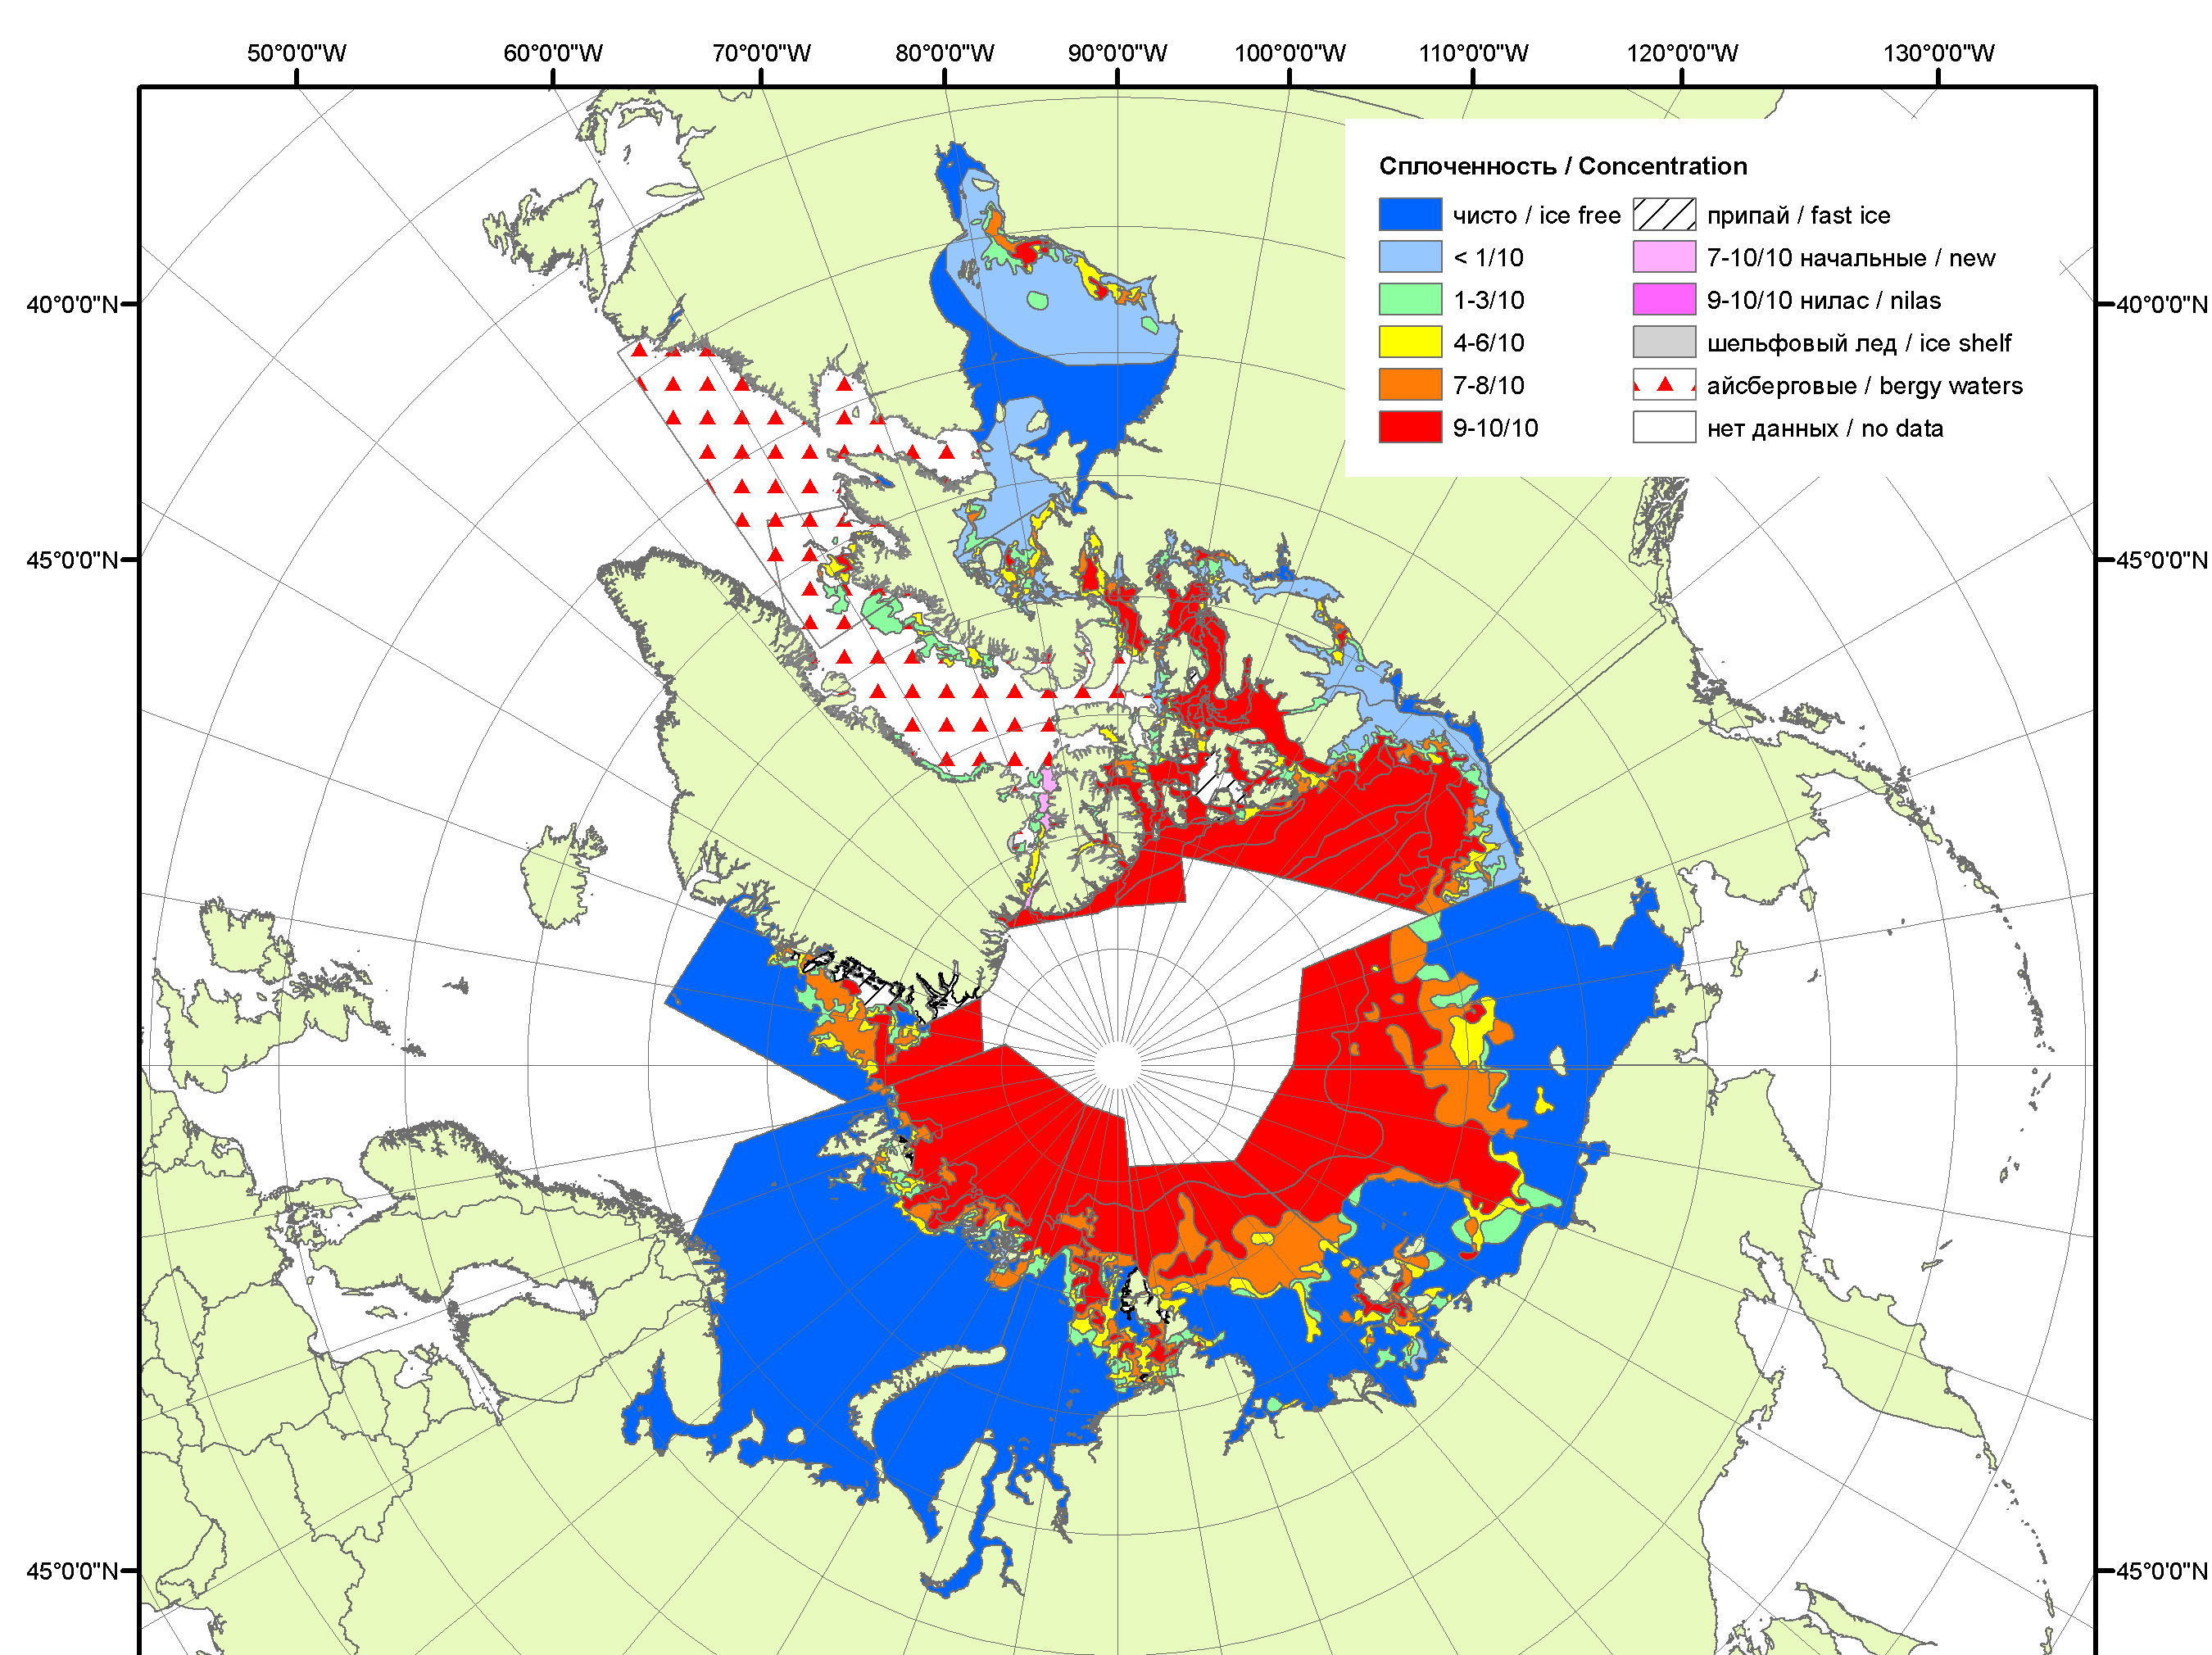 50°0'0"W 60°0'0"W 70°0'0"W 80°0'0"W 90°0'0"W 100°0'0"W 110°0'0"W 120°0'0"W 130°0'0"W
Сплоченность / Concentration
чисто / ice free
< 1/10
1-3/10
4-6/10
7-8/10
9-10/10
припай / fast ice
7-10/10 начальные / new
9-10/10 нилас / nilas
шельфовый лед / ice shelf
айсберговые / bergy waters
нет данных / no data
40°0'0"N 40°0'0"N
45°0'0"N 45°0'0"N
45°0'0"N 45°0'0"N